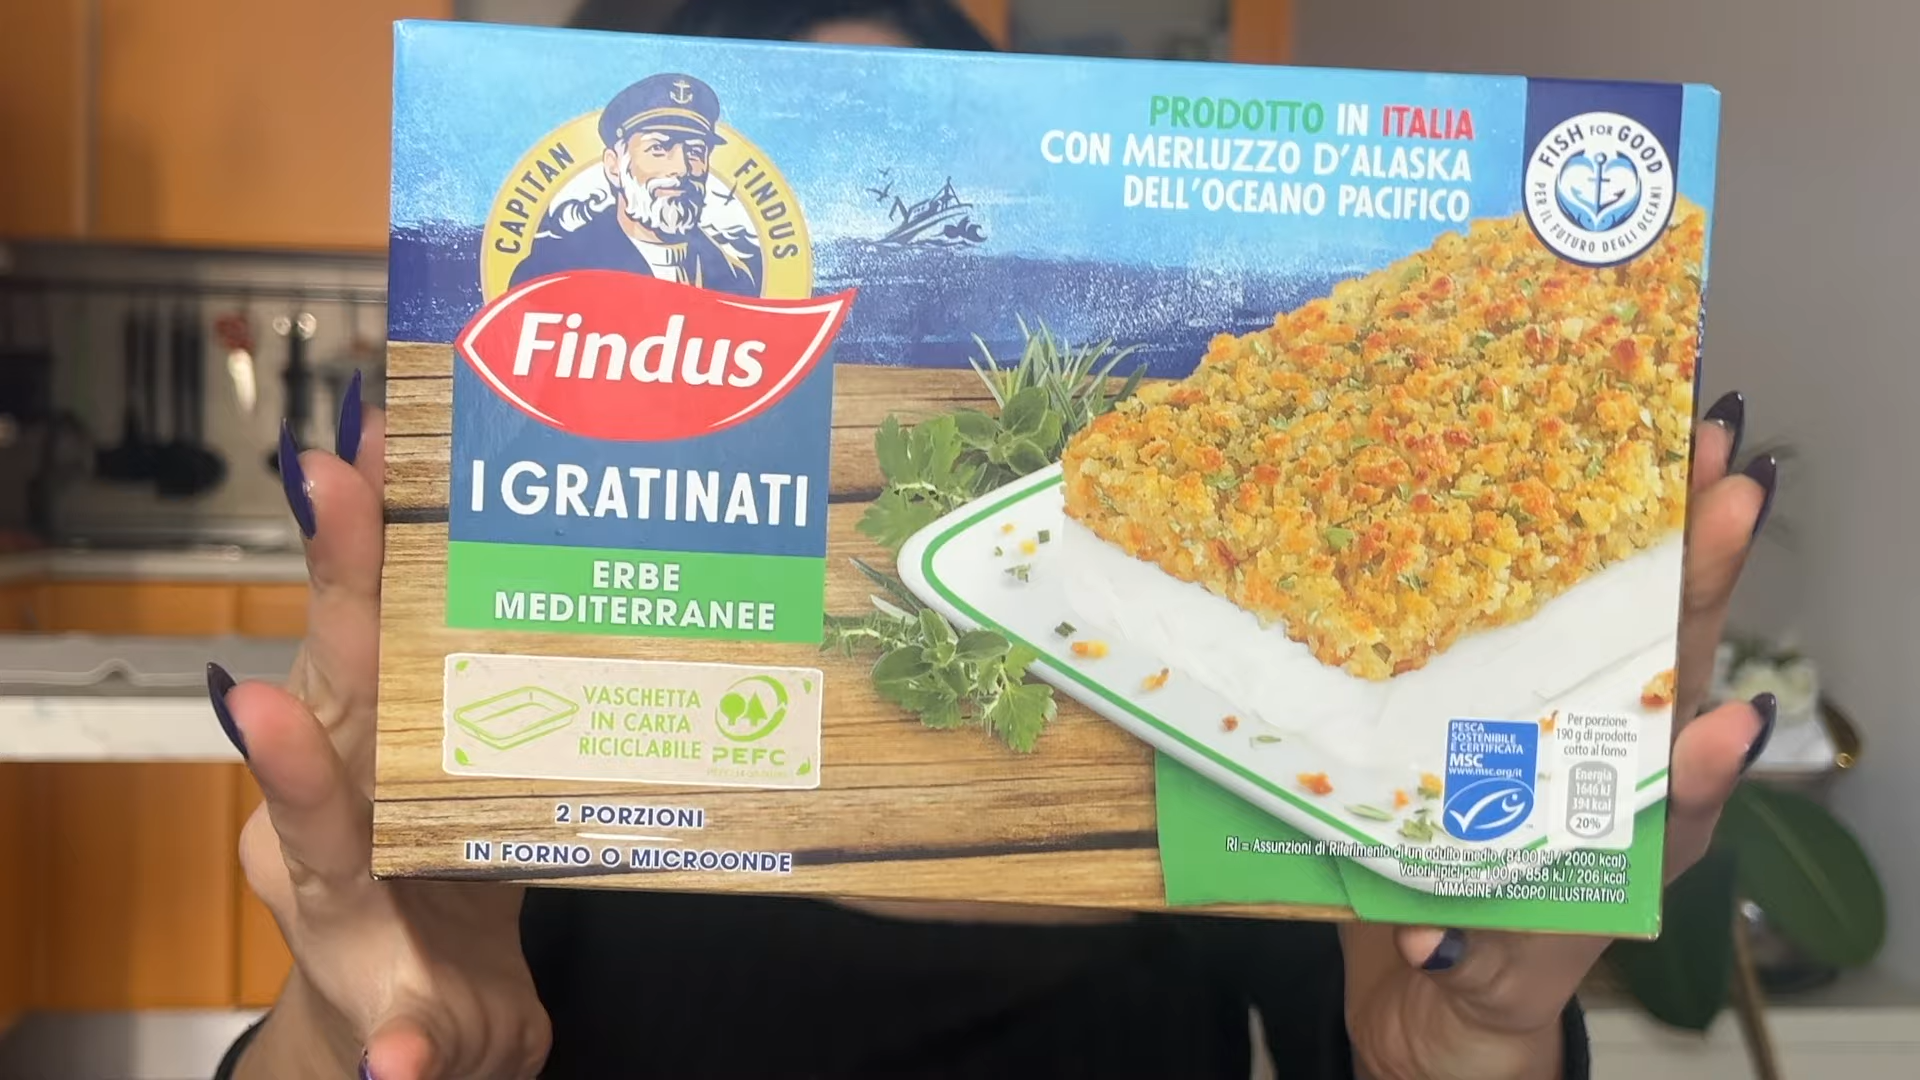 CAPITAN FINDUS
Findus
I GRATINATI
ERBE
MEDITERRANEE
VASCHETTA
IN CARTA
RICICLABILE
PEFC
2 PORZIONI
IN FORNO O MICROONDE
PRODOTTO IN ITALIA
CON MERLUZZO D'ALASKA
DELL'OCEANO PACIFICO
FISH FOR GOOD
PER IL FUTURO DEGLI OCEANI
PESCA
SOSTENIBILE
E CERTIFICATA
MSC
www.msc.org/it
Per porzione
190 g di prodotto
cotto al forno
Energia
1646 kJ
394 kcal
20%
RI = Assunzioni di Riferimento di un adulto medio (8400 kJ / 2000 kcal).
Valori tipici per 100 g: 858 kJ / 206 kcal.
IMMAGINE A SCOPO ILLUSTRATIVO.